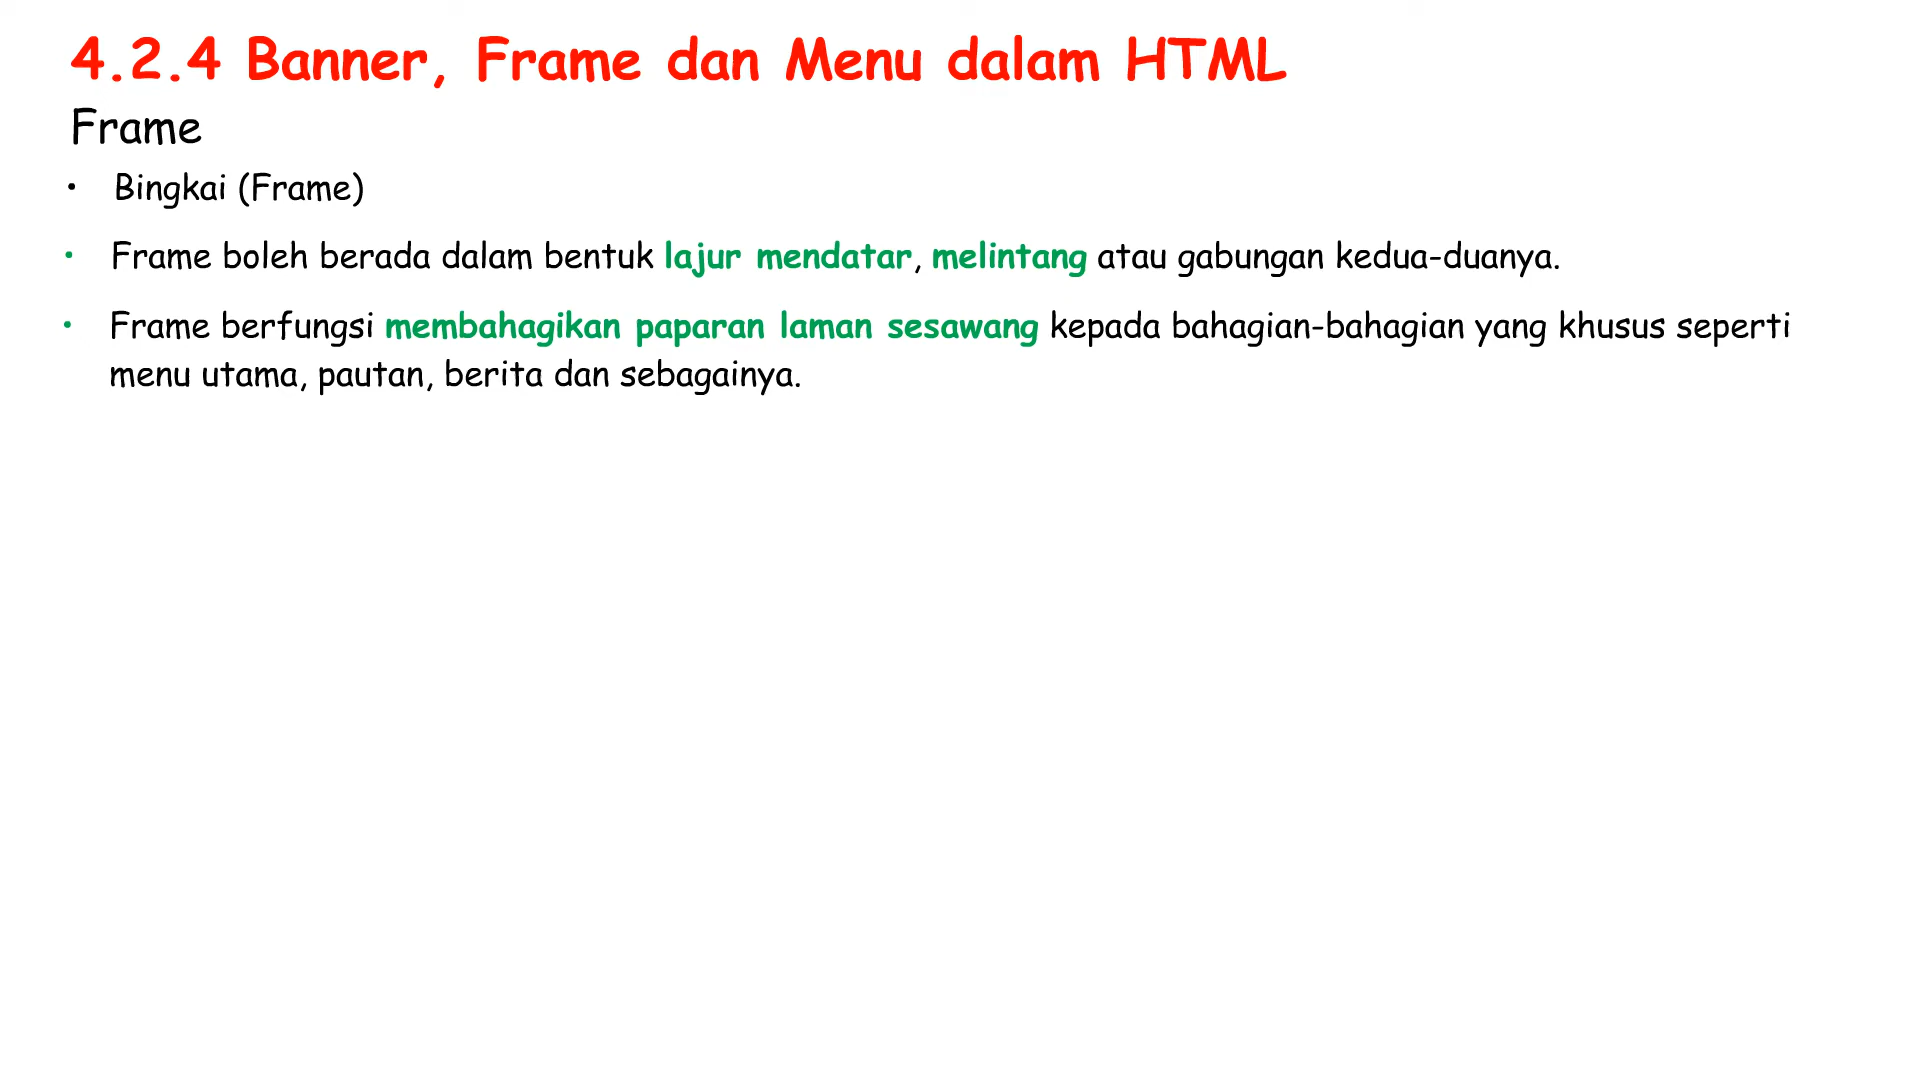 4.2.4 Banner, Frame dan Menu dalam HTML
Frame
• Bingkai (Frame)
• Frame boleh berada dalam bentuk lajur mendatar, melintang atau gabungan kedua-duanya.
• Frame berfungsi membahagikan paparan laman sesawang kepada bahagian-bahagian yang khusus seperti
menu utama, pautan, berita dan sebagainya.